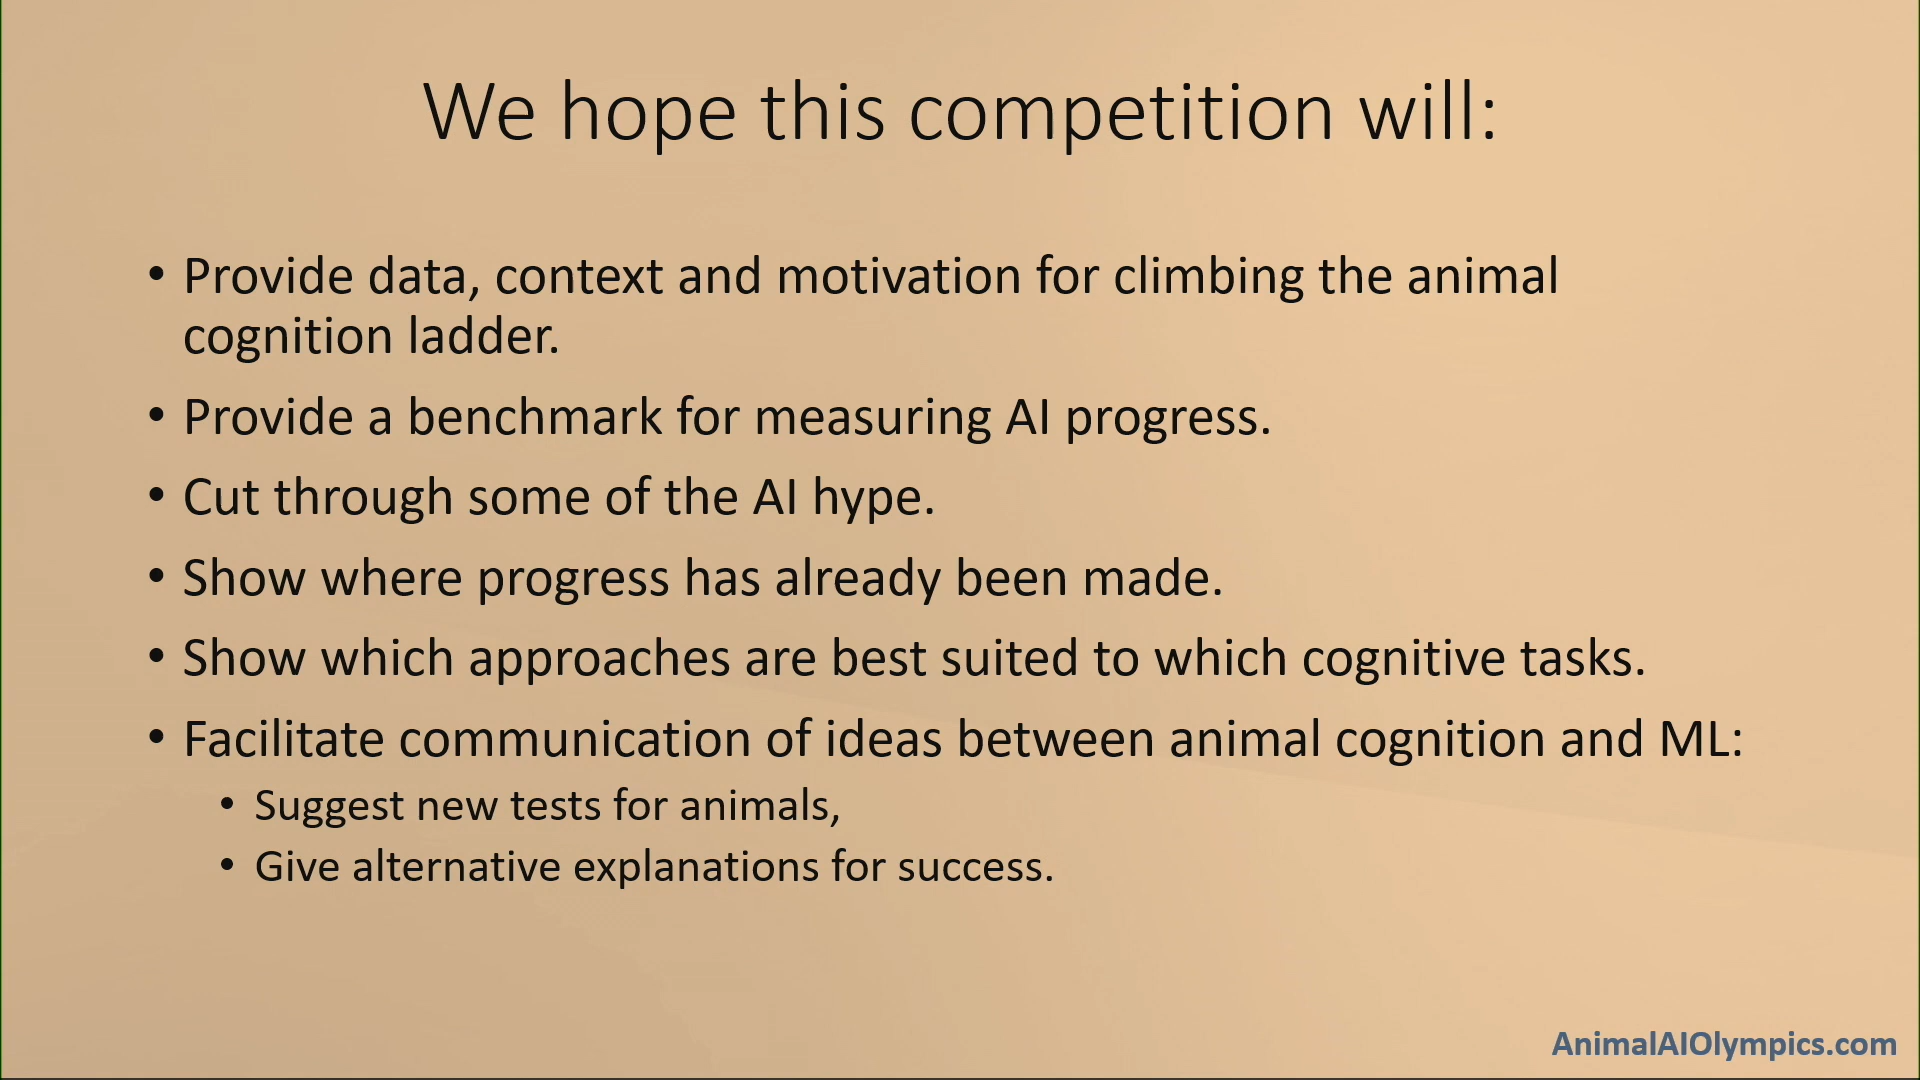 We hope this competition will:
• Provide data, context and motivation for climbing the animal
cognition ladder.
• Provide a benchmark for measuring AI progress.
• Cut through some of the AI hype.
• Show where progress has already been made.
• Show which approaches are best suited to which cognitive tasks.
• Facilitate communication of ideas between animal cognition and ML:
• Suggest new tests for animals,
• Give alternative explanations for success.
AnimalAIOlympics.com